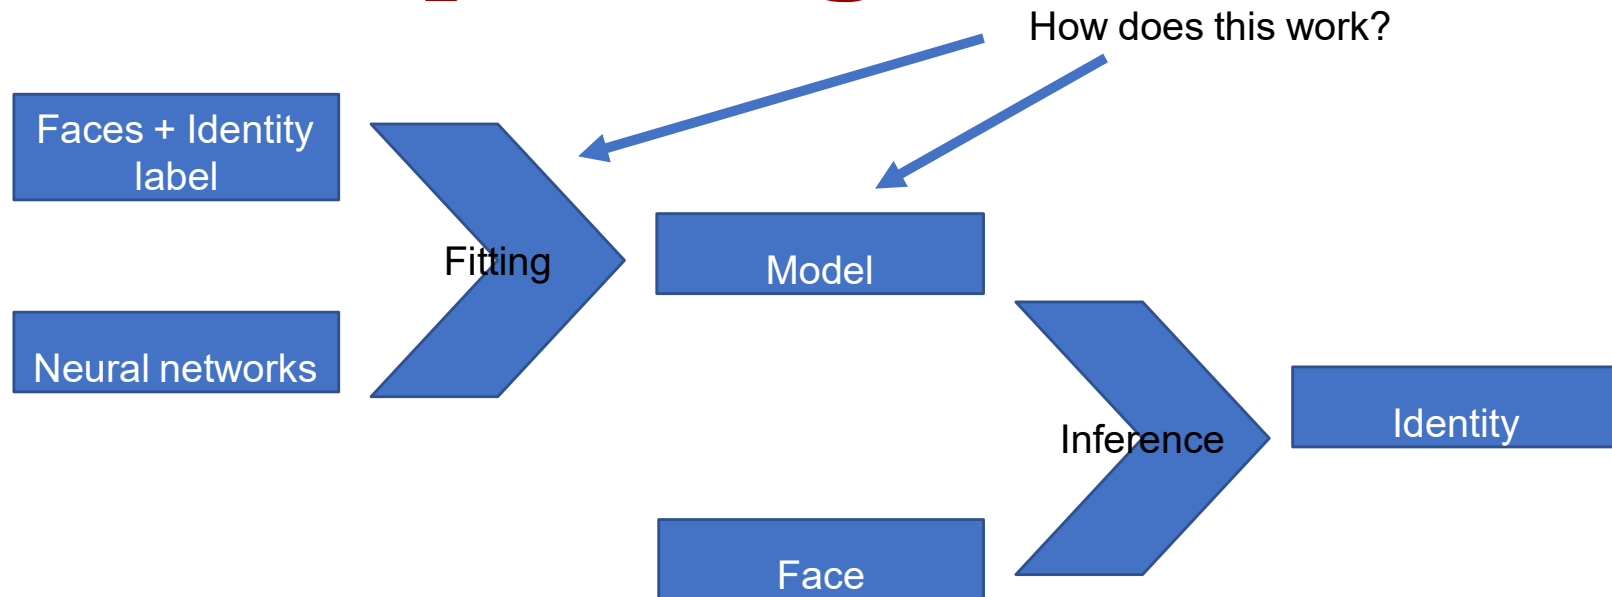 How does this work?
Faces + Identity
label
Fitting
Model
Neural networks
Inference
Identity
Face